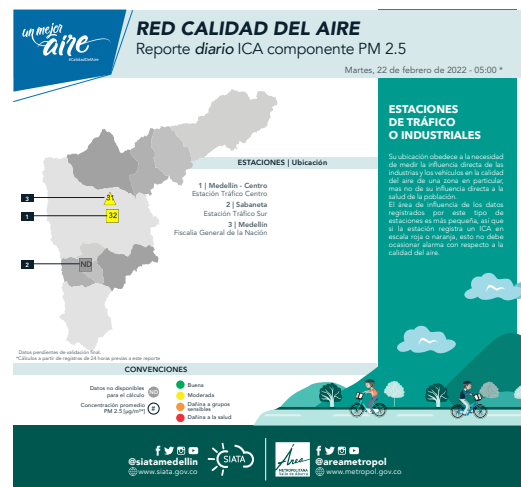 un mejor
aire
#CalidadDelAire
RED CALIDAD DEL AIRE
Reporte diario ICA componente PM 2.5
Martes, 22 de febrero de 2022 - 05:00 *
ESTACIONES
DE TRÁFICO
O INDUSTRIALES
Su ubicación obedece a la necesidad
de medir la influencia directa de las
industrias y los vehículos en la calidad
del aire de una zona en particular,
mas no de su influencia directa a la
salud de la población.
El área de influencia de los datos
registrados por este tipo de
estaciones es más pequeña, así que
si la estación registra un ICA en
escala roja o naranja, esto no debe
ocasionar alarma con respecto a la
calidad del aire.
ESTACIONES | Ubicación
1 | Medellín - Centro
Estación Tráfico Centro
2 | Sabaneta
Estación Tráfico Sur
3 | Medellín
Fiscalía General de la Nación
3
31
1
32
2
ND
Datos pendientes de validación final.
*Cálculos a partir de registros de 24 horas previas a este reporte
CONVENCIONES
Datos no disponibles
para el cálculo
ND
Concentración promedio
PM 2.5 [µg/m³]
#
Buena
Moderada
Dañina a grupos
sensibles
Dañina a la salud
@siatamedellin
www.siata.gov.co
SIATA
Área
METROPOLITANA
Valle de Aburrá
@areametropol
www.metropol.gov.co